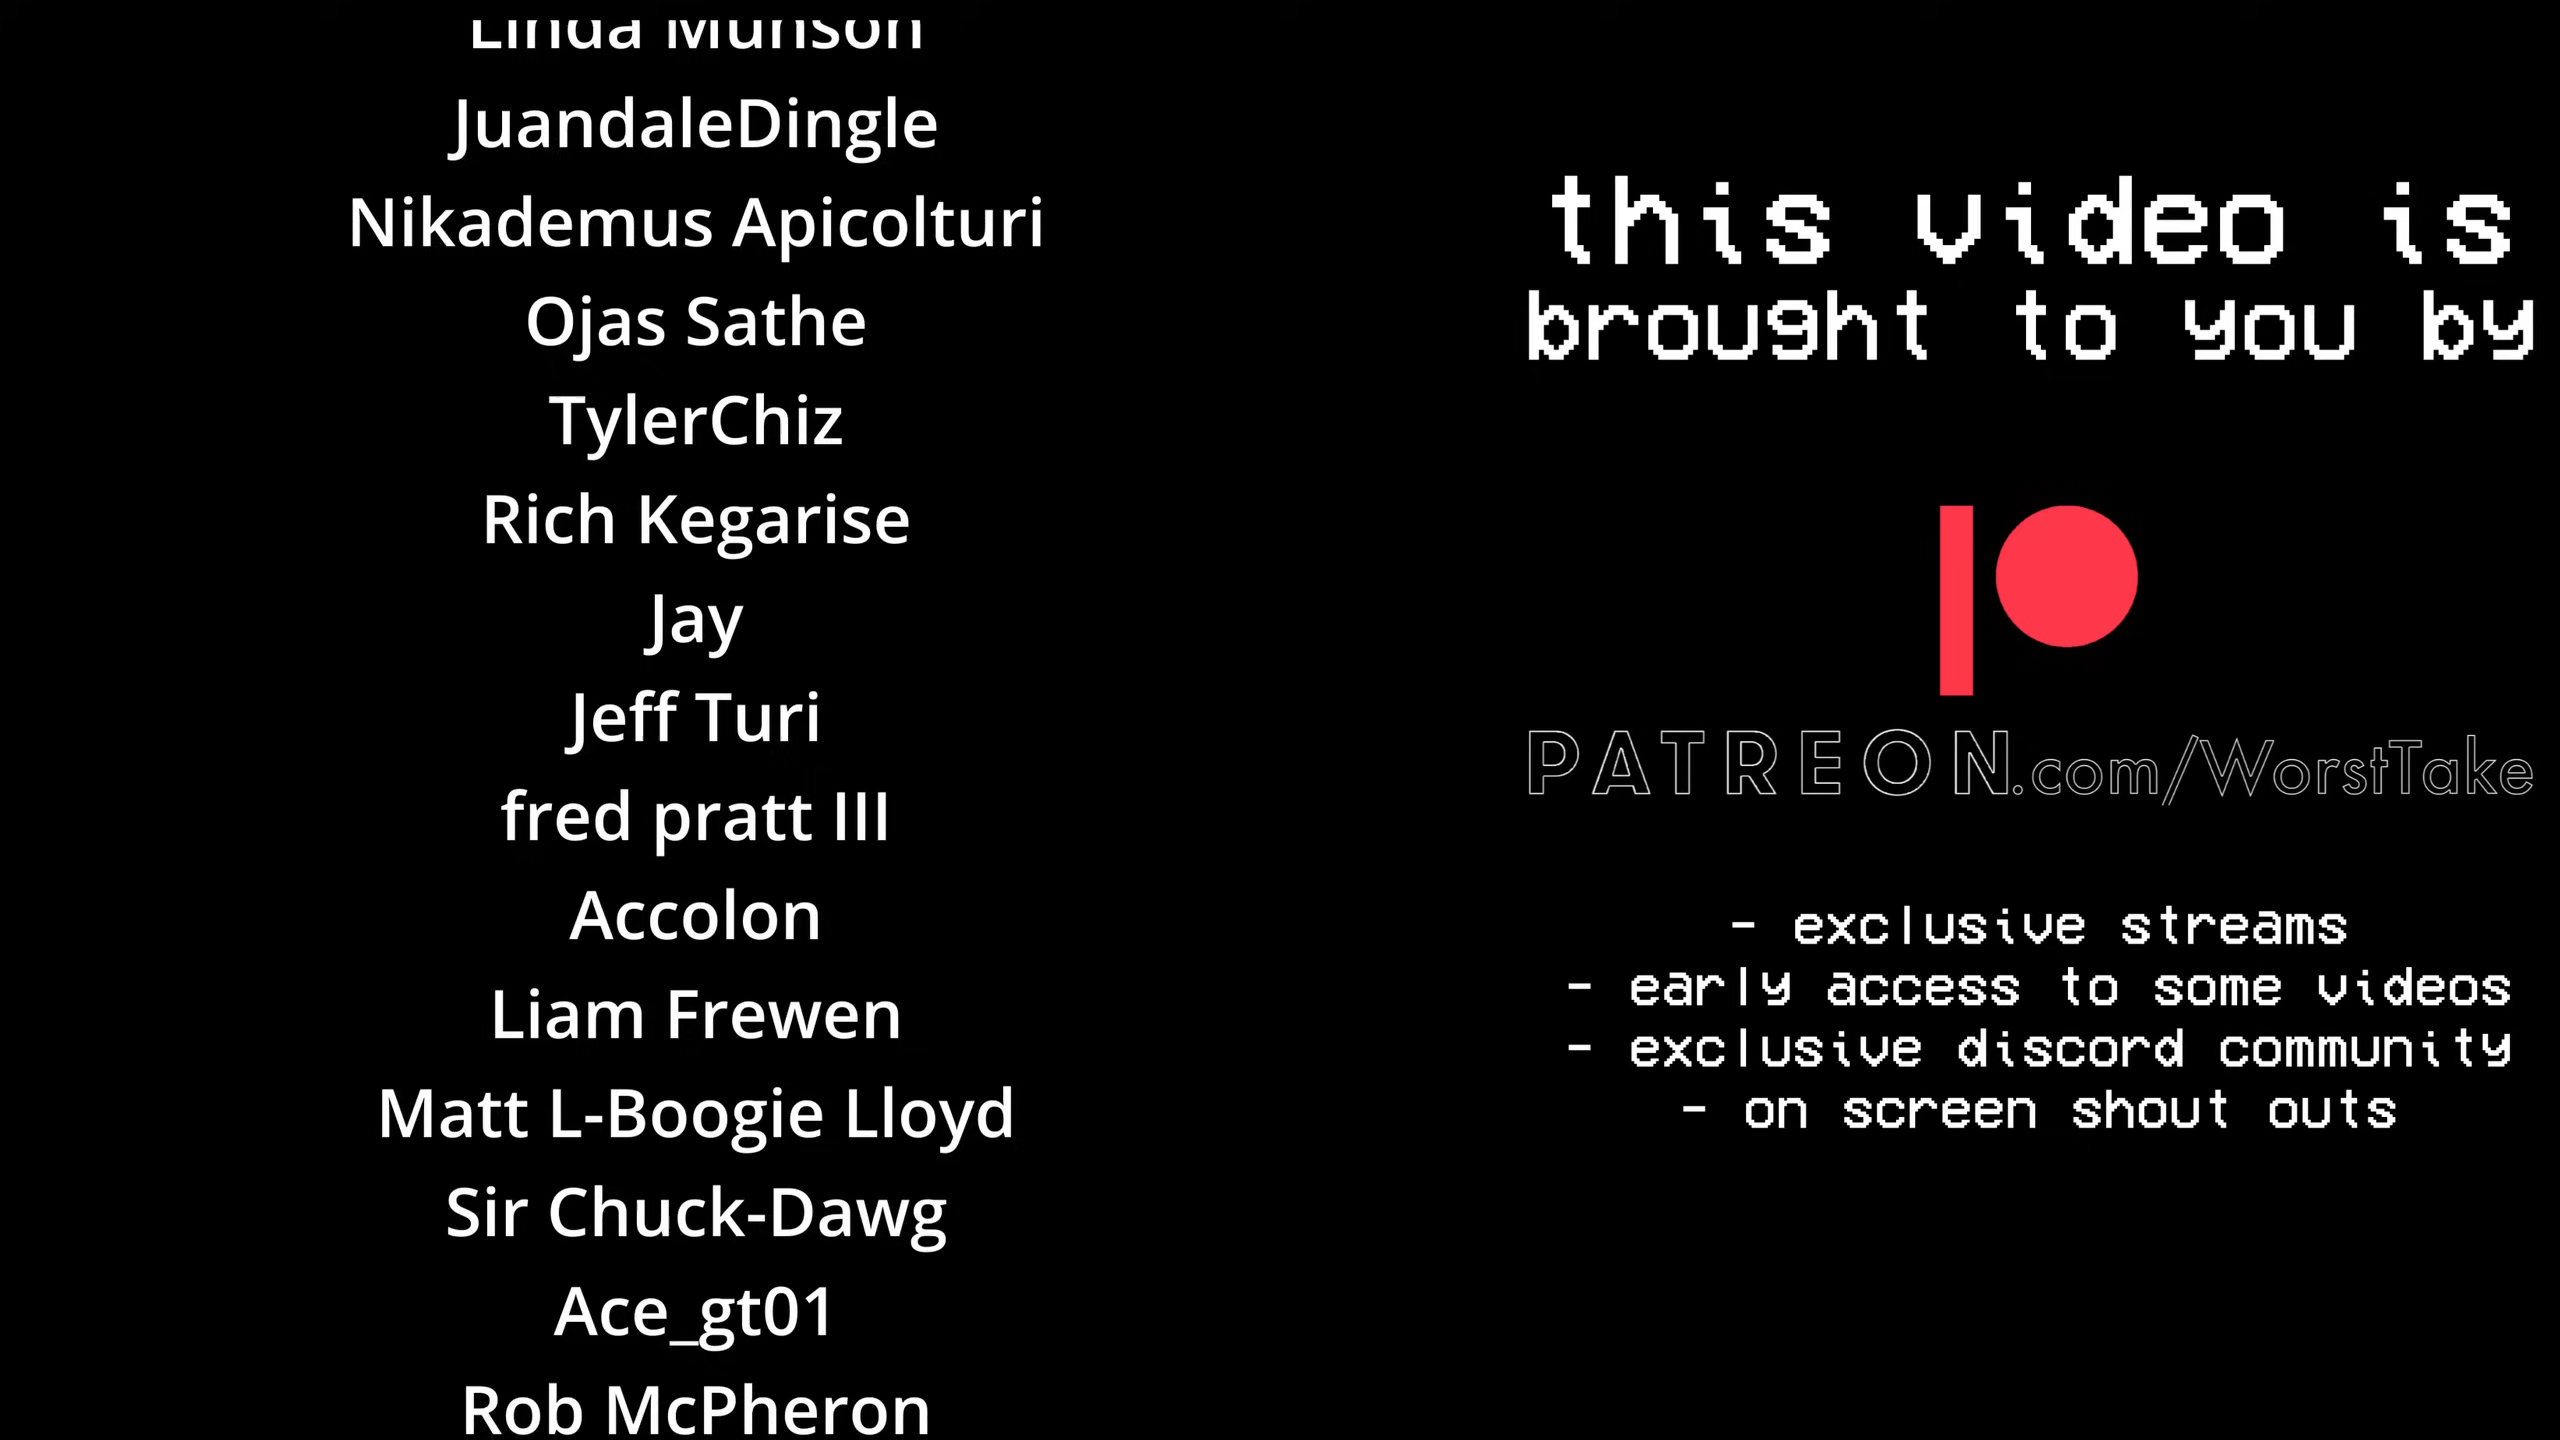 Linda Munson
JuandaleDingle
Nikademus Apicolturi
Ojas Sathe
TylerChiz
Rich Kegarise
Jay
Jeff Turi
fred pratt III
Accolon
Liam Frewen
Matt L-Boogie Lloyd
Sir Chuck-Dawg
Ace_gt01
Rob McPheron
this video is
brought to you by
PATREON.com/WorstTake
- exclusive streams
- early access to some videos
- exclusive discord community
- on screen shout outs